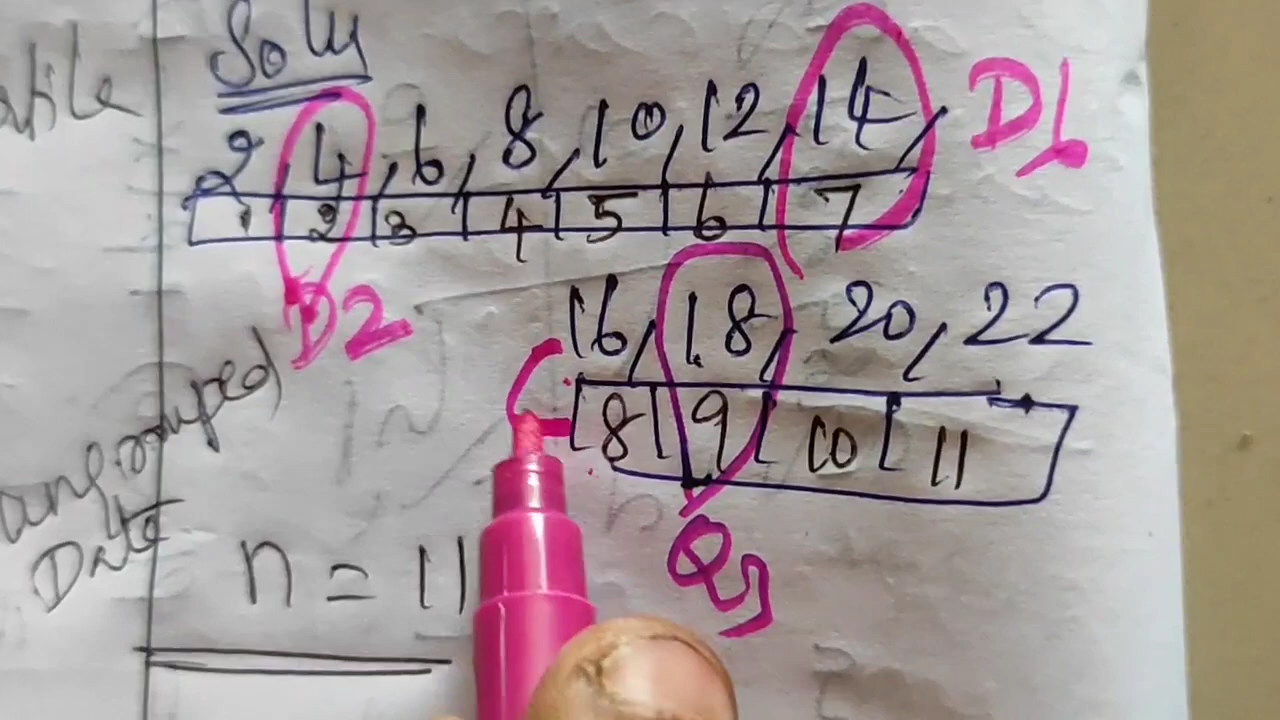 Soln
2, 4, 6, 8, 10, 12, 14, D6
1 2 3 4 5 6 7
D2
16, 18, 20, 22
8 9 10 11
Q3
ungrouped
Date
n = 11